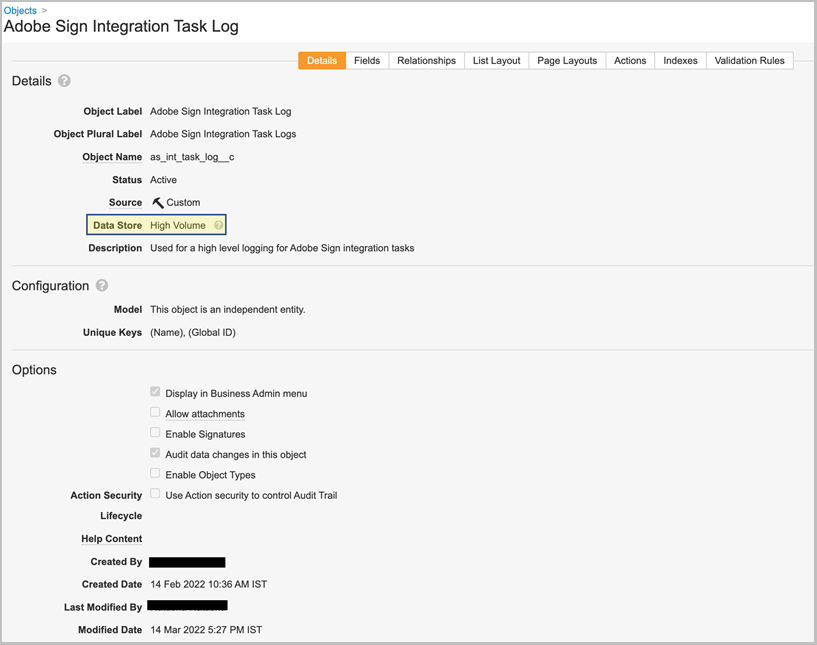 Objects >
Adobe Sign Integration Task Log
Details Fields Relationships List Layout Page Layouts Actions Indexes Validation Rules
Details ?
Object Label Adobe Sign Integration Task Log
Object Plural Label Adobe Sign Integration Task Logs
Object Name as_int_task_log__c
Status Active
Source Custom
Data Store High Volume ?
Description Used for a high level logging for Adobe Sign integration tasks
Configuration ?
Model This object is an independent entity.
Unique Keys (Name), (Global ID)
Options
Display in Business Admin menu
Allow attachments
Enable Signatures
Audit data changes in this object
Enable Object Types
Action Security Use Action security to control Audit Trail
Lifecycle
Help Content
Created By
Created Date 14 Feb 2022 10:36 AM IST
Last Modified By
Modified Date 14 Mar 2022 5:27 PM IST